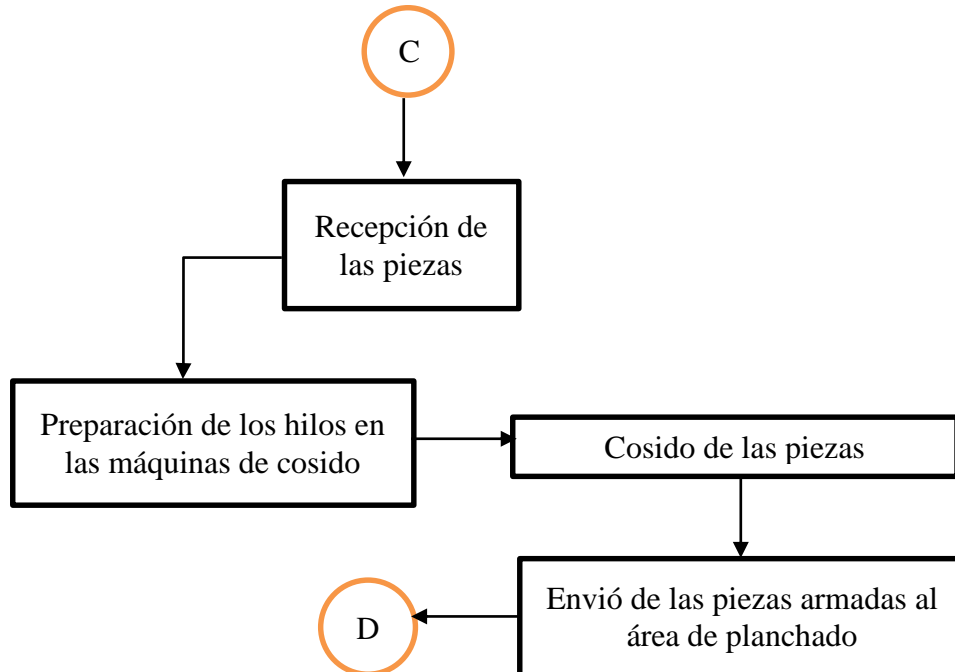 C
Recepción de
las piezas
Preparación de los hilos en
las máquinas de cosido
Cosido de las piezas
Envió de las piezas armadas al
área de planchado
D